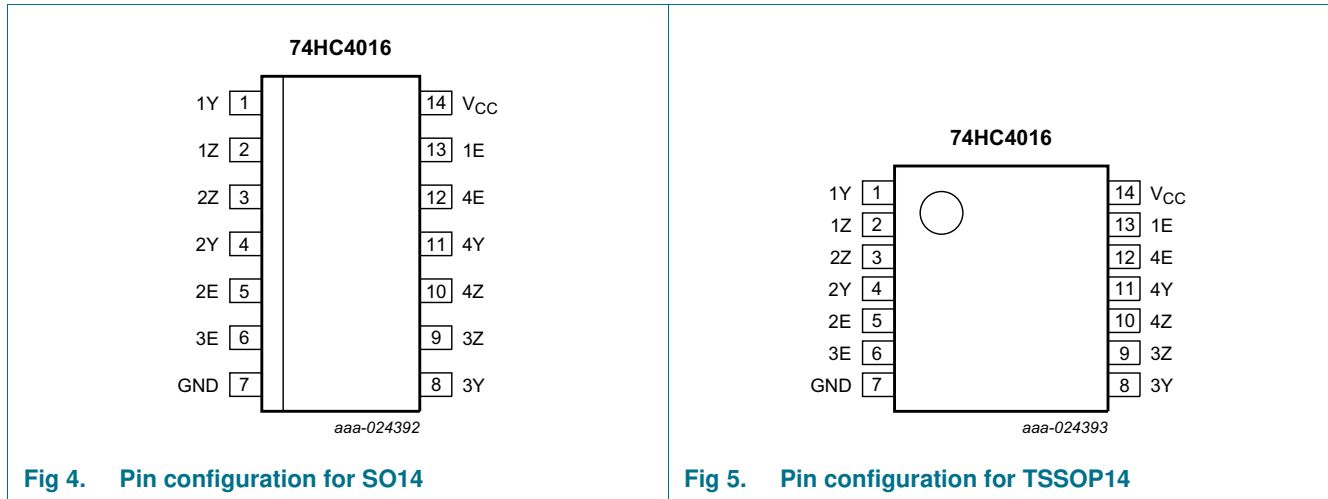 74HC4016
1Y 1 14 VCC
1Z 2 13 1E
2Z 3 12 4E
2Y 4 11 4Y
2E 5 10 4Z
3E 6 9 3Z
GND 7 8 3Y
aaa-024392
Fig 4. Pin configuration for SO14
74HC4016
1Y 1 14 VCC
1Z 2 13 1E
2Z 3 12 4E
2Y 4 11 4Y
2E 5 10 4Z
3E 6 9 3Z
GND 7 8 3Y
aaa-024393
Fig 5. Pin configuration for TSSOP14